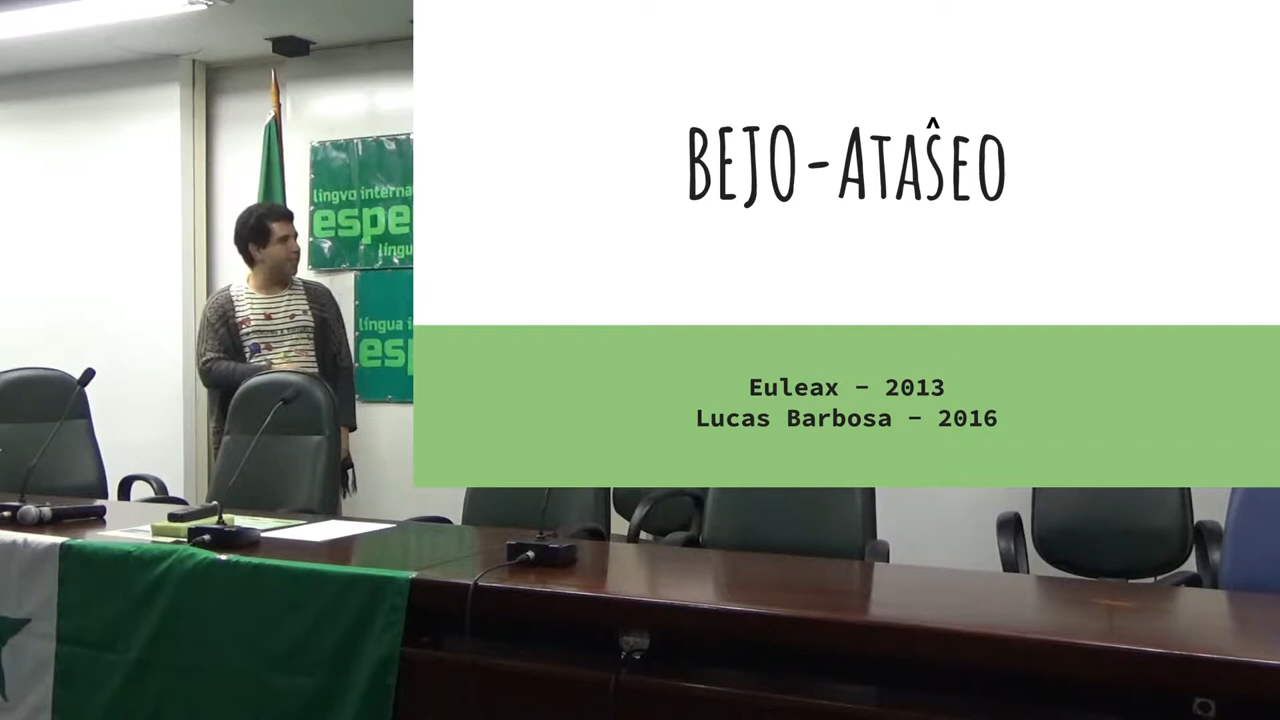 lingvo interna
espe
lingu
língua i
esp
BEJO-ATAŜEO
Euleax – 2013
Lucas Barbosa – 2016